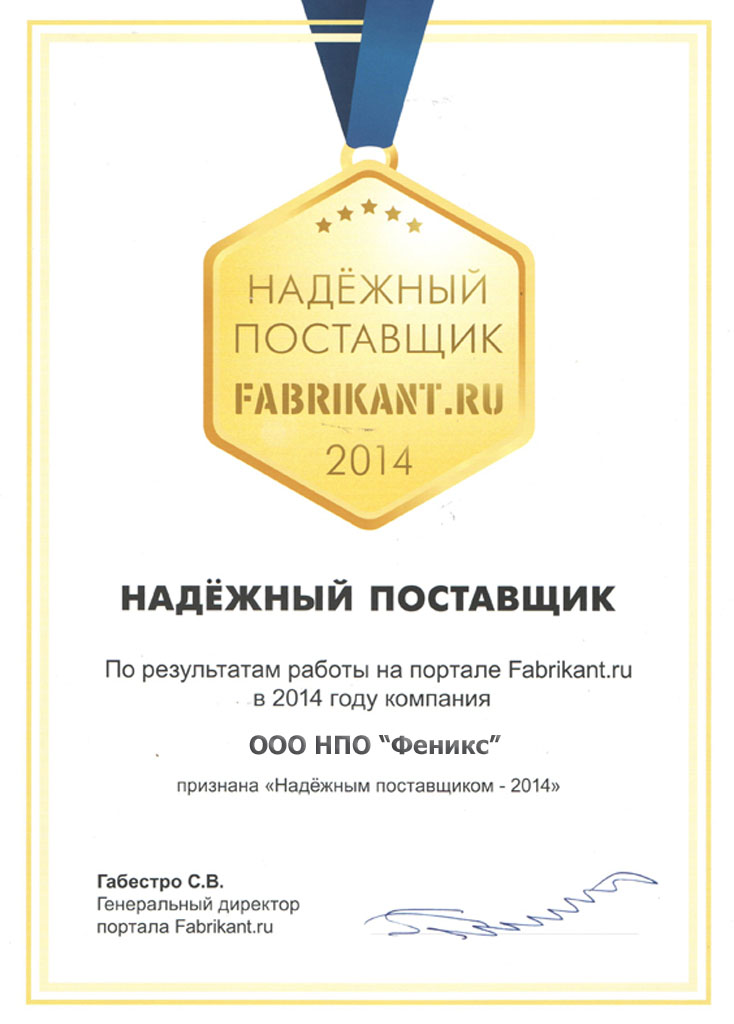 НАДЁЖНЫЙ
ПОСТАВЩИК
FABRIKANT.RU
2014
НАДЁЖНЫЙ ПОСТАВЩИК
По результатам работы на портале Fabrikant.ru
в 2014 году компания
ООО НПО “Феникс”
признана «Надёжным поставщиком - 2014»
Габестро С.В.
Генеральный директор
портала Fabrikant.ru